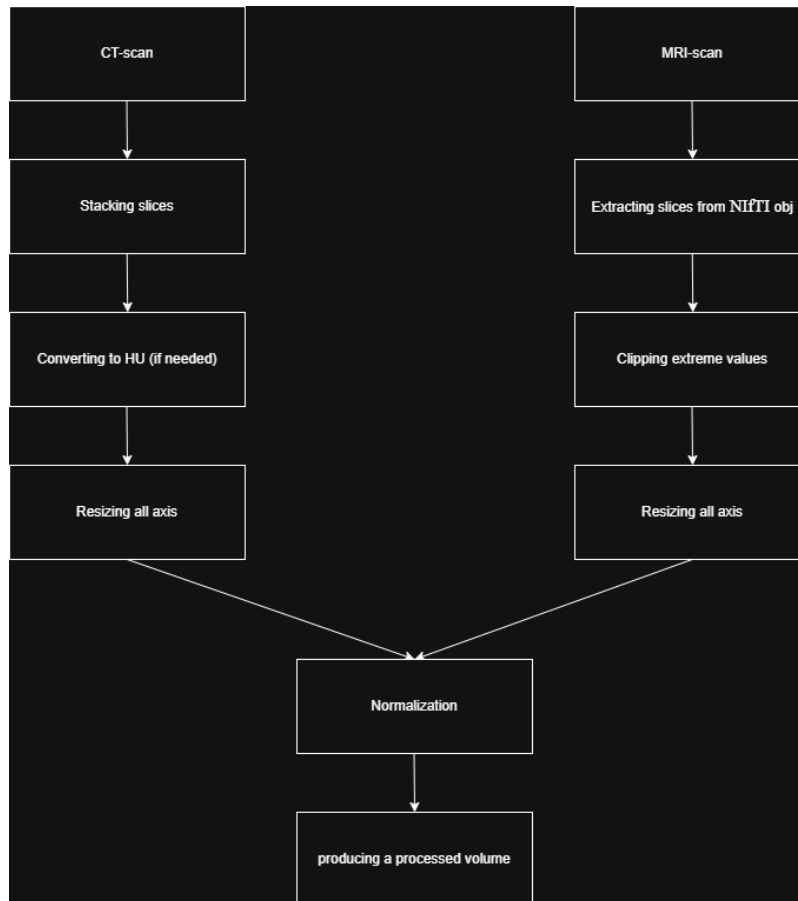 CT-scan
MRI-scan
Stacking slices
Extracting slices from NIfTI obj
Converting to HU (if needed)
Clipping extreme values
Resizing all axis
Resizing all axis
Normalization
producing a processed volume